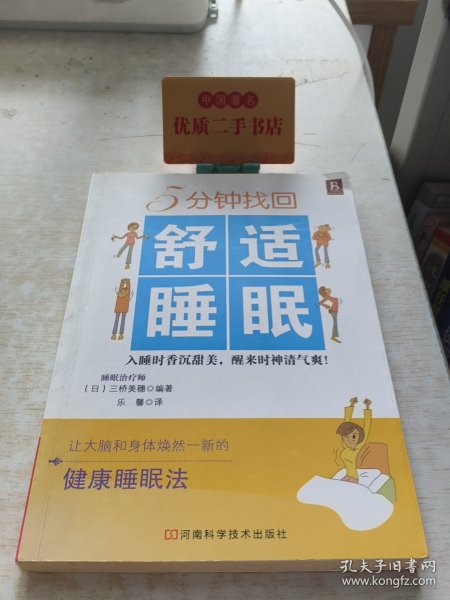 中国著名
优质二手书店
5分钟找回
舒适
睡眠
入睡时香沉甜美，醒来时神清气爽！
睡眠治疗师
（日）三桥美穗◎编著
乐馨◎译
让大脑和身体焕然一新的
健康睡眠法
河南科学技术出版社
孔夫子旧书网
www.kongfz.com